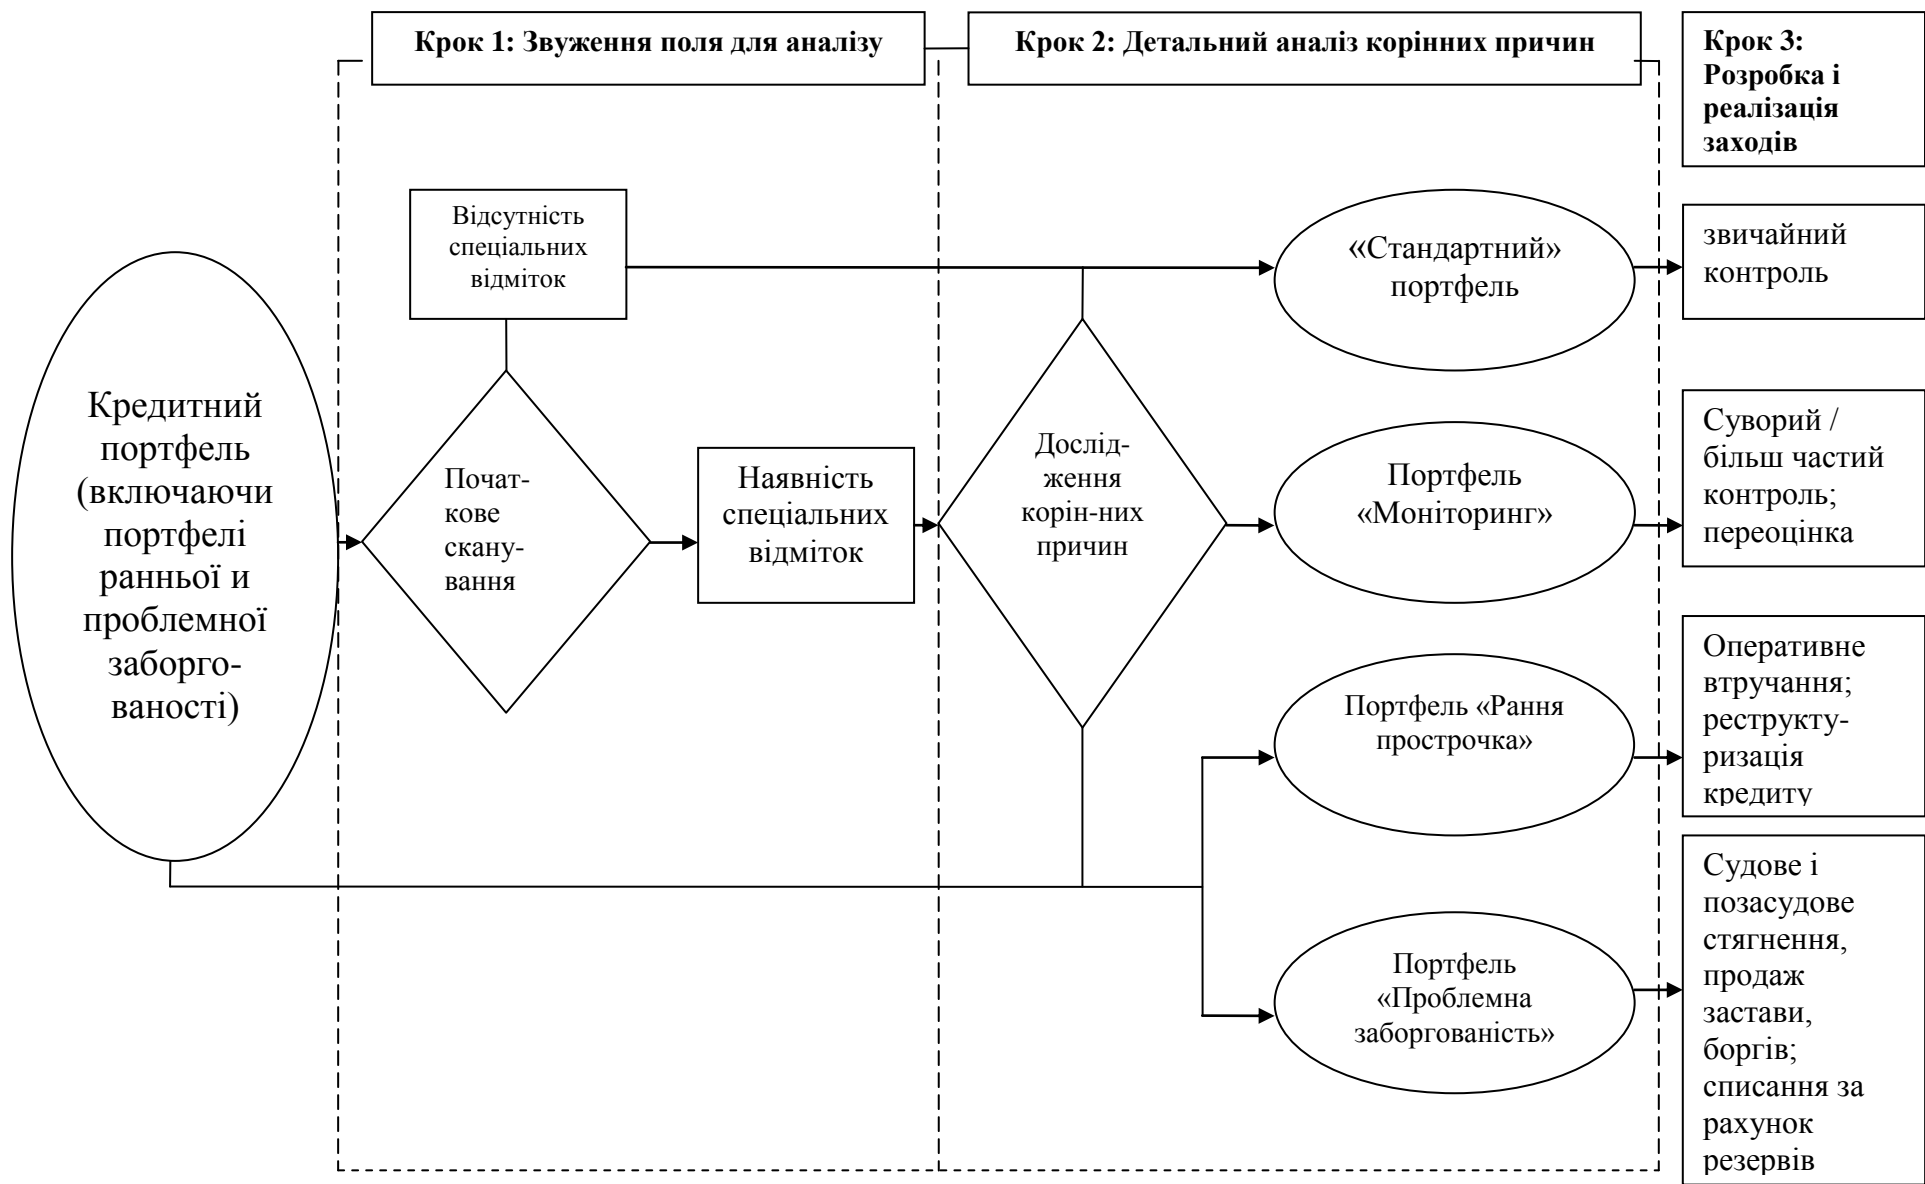 Крок 1: Звуження поля для аналізу
Крок 2: Детальний аналіз корінних причин
Крок 3:
Розробка і
реалізація
заходів
Кредитний
портфель
(включаючи
портфелі
ранньої и
проблемної
заборго-
ваності)
Відсутність
спеціальних
відміток
Почат-
кове
скану-
вання
Наявність
спеціальних
відміток
Дослід-
ження
корін-них
причин
«Стандартний»
портфель
звичайний
контроль
Портфель
«Моніторинг»
Суворий /
більш частий
контроль;
переоцінка
Портфель «Рання
прострочка»
Оперативне
втручання;
реструкту-
ризація
кредиту
Портфель
«Проблемна
заборгованість»
Судове і
позасудове
стягнення,
продаж
застави,
боргів;
списання за
рахунок
резервів